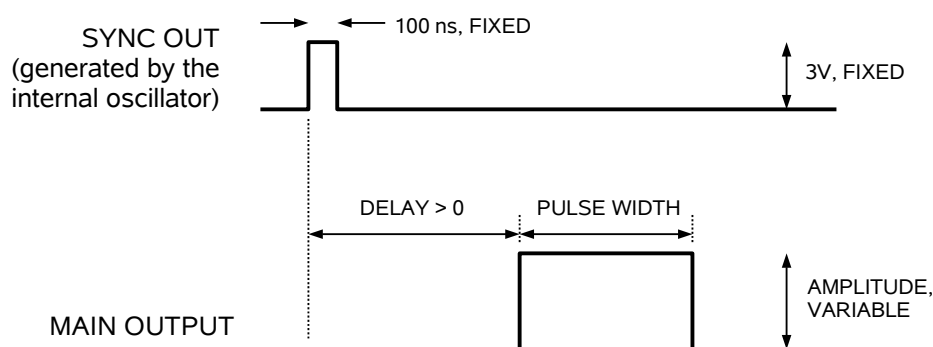 100 ns, FIXED
SYNC OUT
(generated by the
internal oscillator)
3V, FIXED
DELAY > 0
PULSE WIDTH
AMPLITUDE,
VARIABLE
MAIN OUTPUT